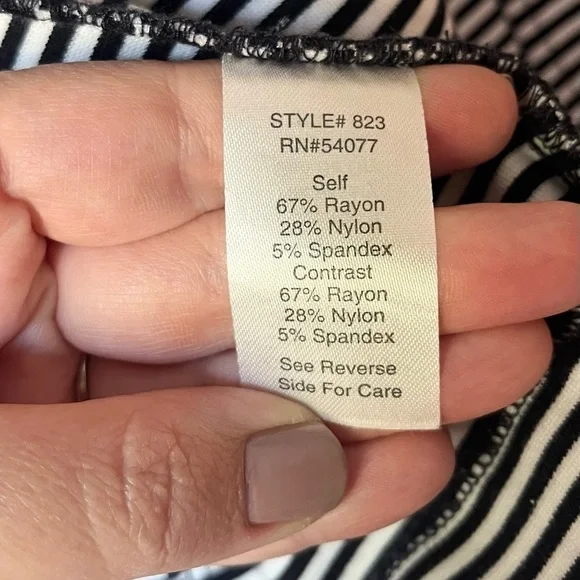 STYLE# 823
RN#54077
Self
67% Rayon
28% Nylon
5% Spandex
Contrast
67% Rayon
28% Nylon
5% Spandex
See Reverse
Side For Care